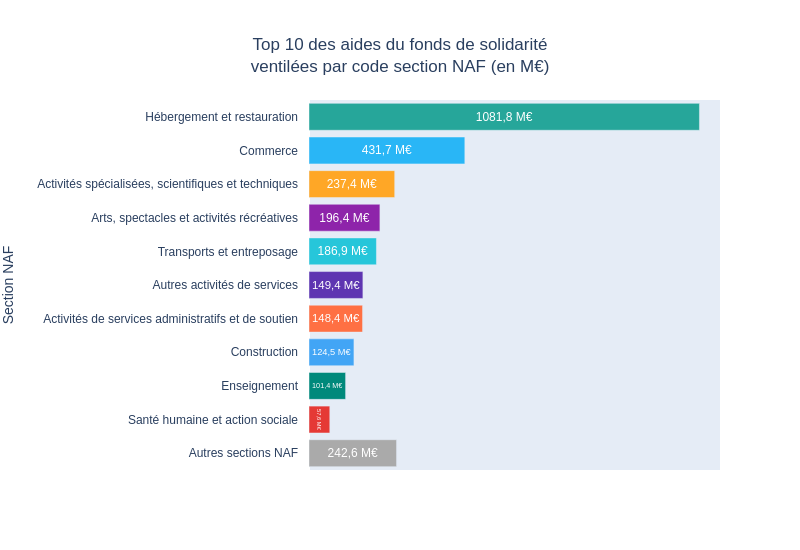 Top 10 des aides du fonds de solidarité
ventilées par code section NAF (en M€)
Section NAF
Hébergement et restauration 1081,8 M€
Commerce 431,7 M€
Activités spécialisées, scientifiques et techniques 237,4 M€
Arts, spectacles et activités récréatives 196,4 M€
Transports et entreposage 186,9 M€
Autres activités de services 149,4 M€
Activités de services administratifs et de soutien 148,4 M€
Construction 124,5 M€
Enseignement 101,4 M€
Santé humaine et action sociale M€
Autres sections NAF 242,6 M€